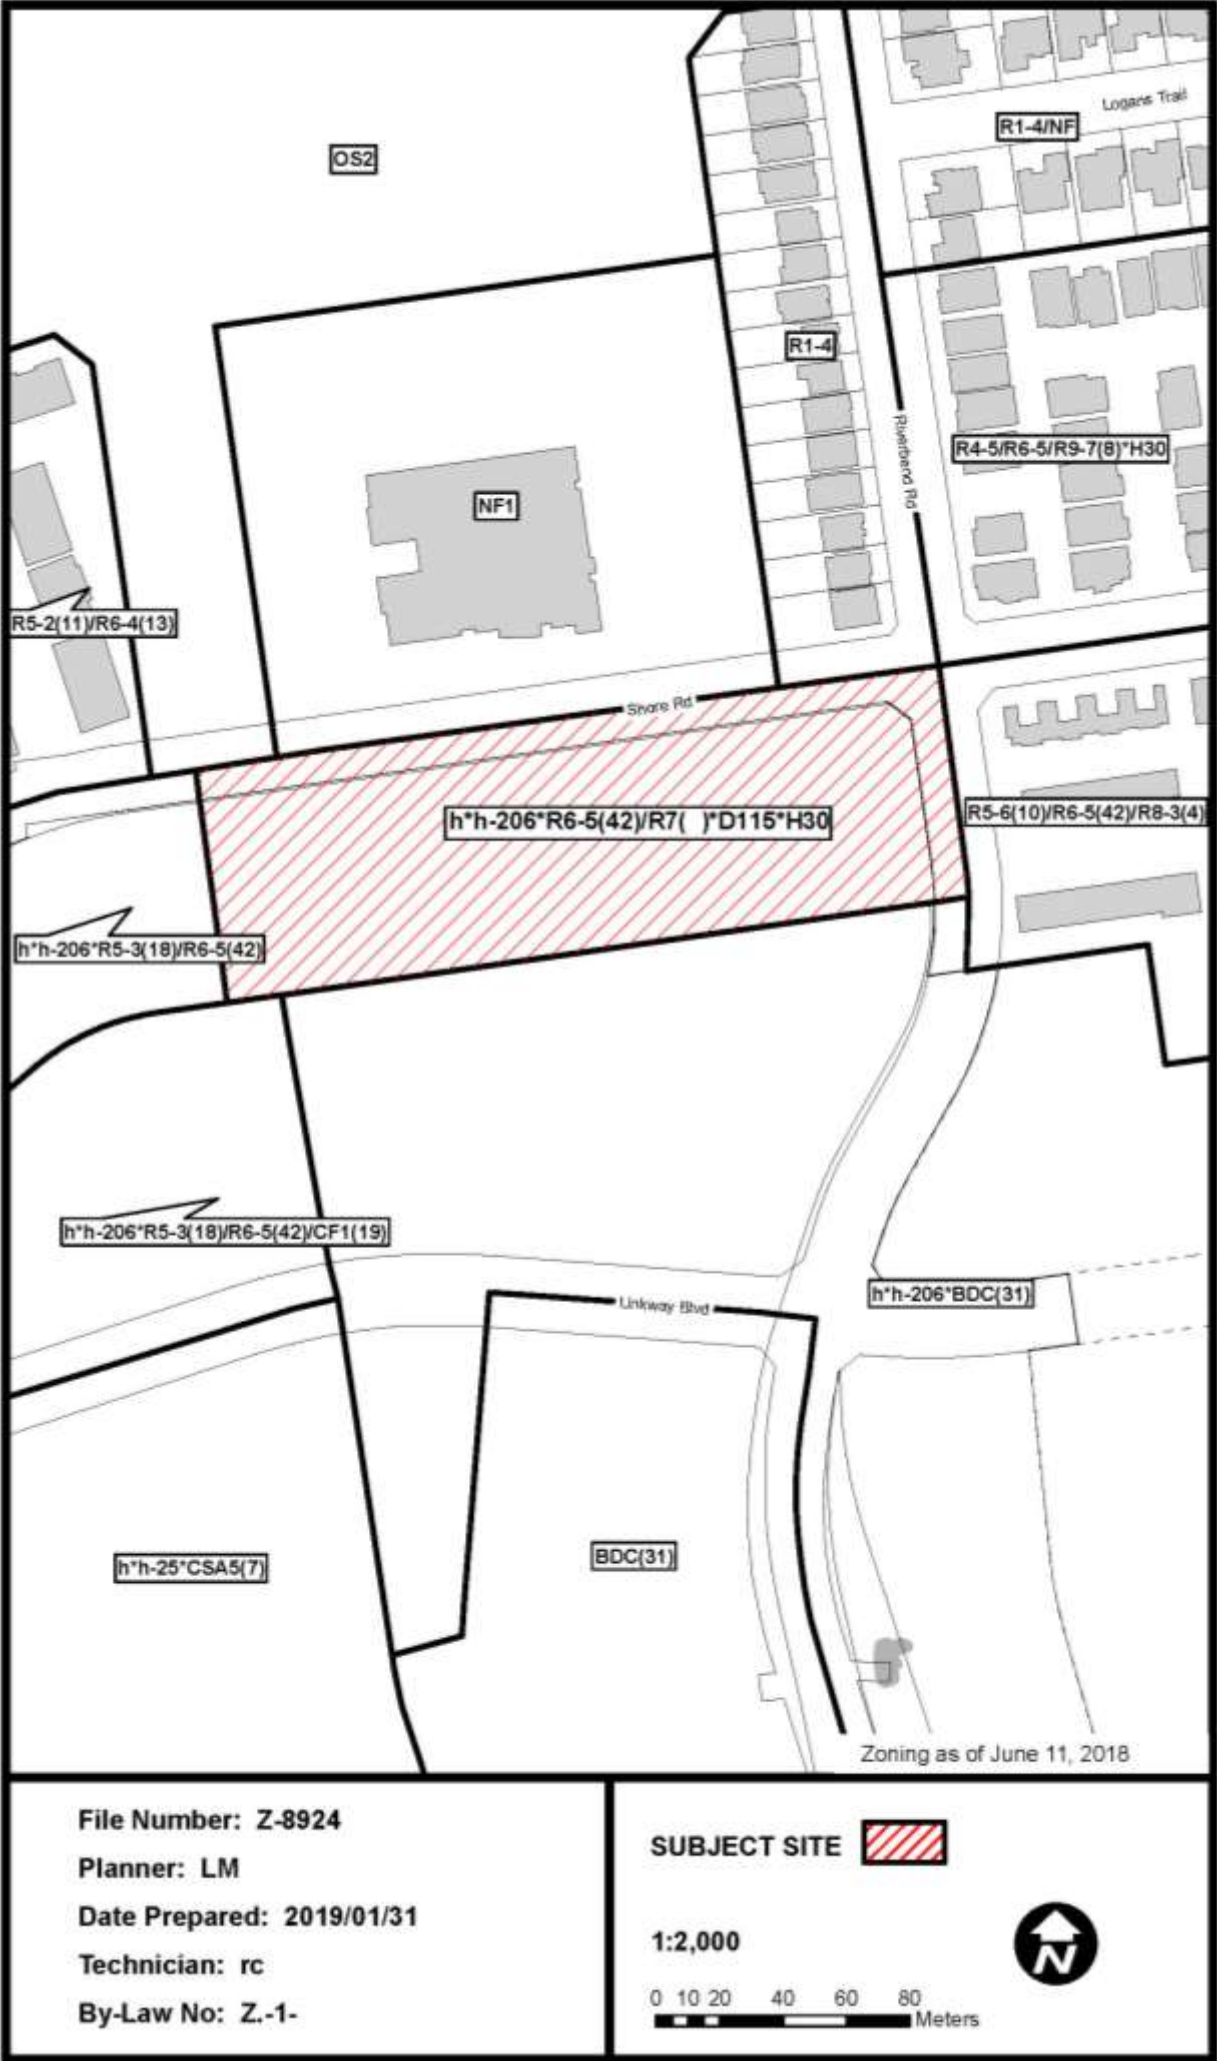 Logans Trail
R1-4/NF
OS2
R1-4
Riverbend Rd
R4-5/R6-5/R9-7(8)*H30
NF1
R5-2(11)/R6-4(13)
Shore Rd
h*h-206*R6-5(42)/R7( )*D115*H30
R5-6(10)/R6-5(42)/R8-3(4)
h*h-206*R5-3(18)/R6-5(42)
h*h-206*R5-3(18)/R6-5(42)/CF1(19)
h*h-206*BDC(31)
Linkway Blvd
BDC(31)
h*h-25*CSA5(7)
Zoning as of June 11, 2018
File Number: Z-8924
Planner: LM
Date Prepared: 2019/01/31
Technician: rc
By-Law No: Z.-1-
SUBJECT SITE
1:2,000
N
0 10 20 40 60 80
Meters